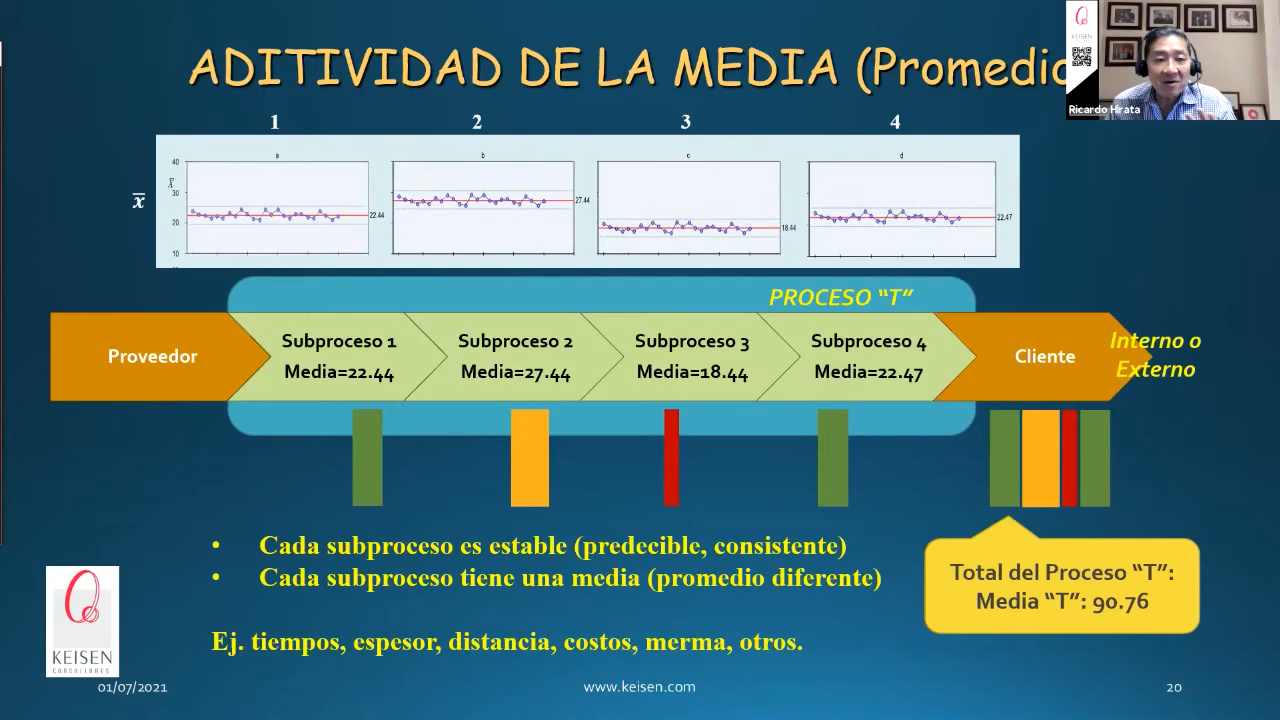 ADITIVIDAD DE LA MEDIA (Promedio
KEISEN
Ricardo Hirata
1 2 3 4
a b c d
x̄
40
X̄
30
20
10
22.44
27.44
18.44
22.47
PROCESO “T”
Proveedor
Subproceso 1
Media=22.44
Subproceso 2
Media=27.44
Subproceso 3
Media=18.44
Subproceso 4
Media=22.47
Cliente
Interno o
Externo
• Cada subproceso es estable (predecible, consistente)
• Cada subproceso tiene una media (promedio diferente)
Ej. tiempos, espesor, distancia, costos, merma, otros.
Total del Proceso “T”:
Media “T”: 90.76
KEISEN
CONSULTORES
01/07/2021
www.keisen.com
20